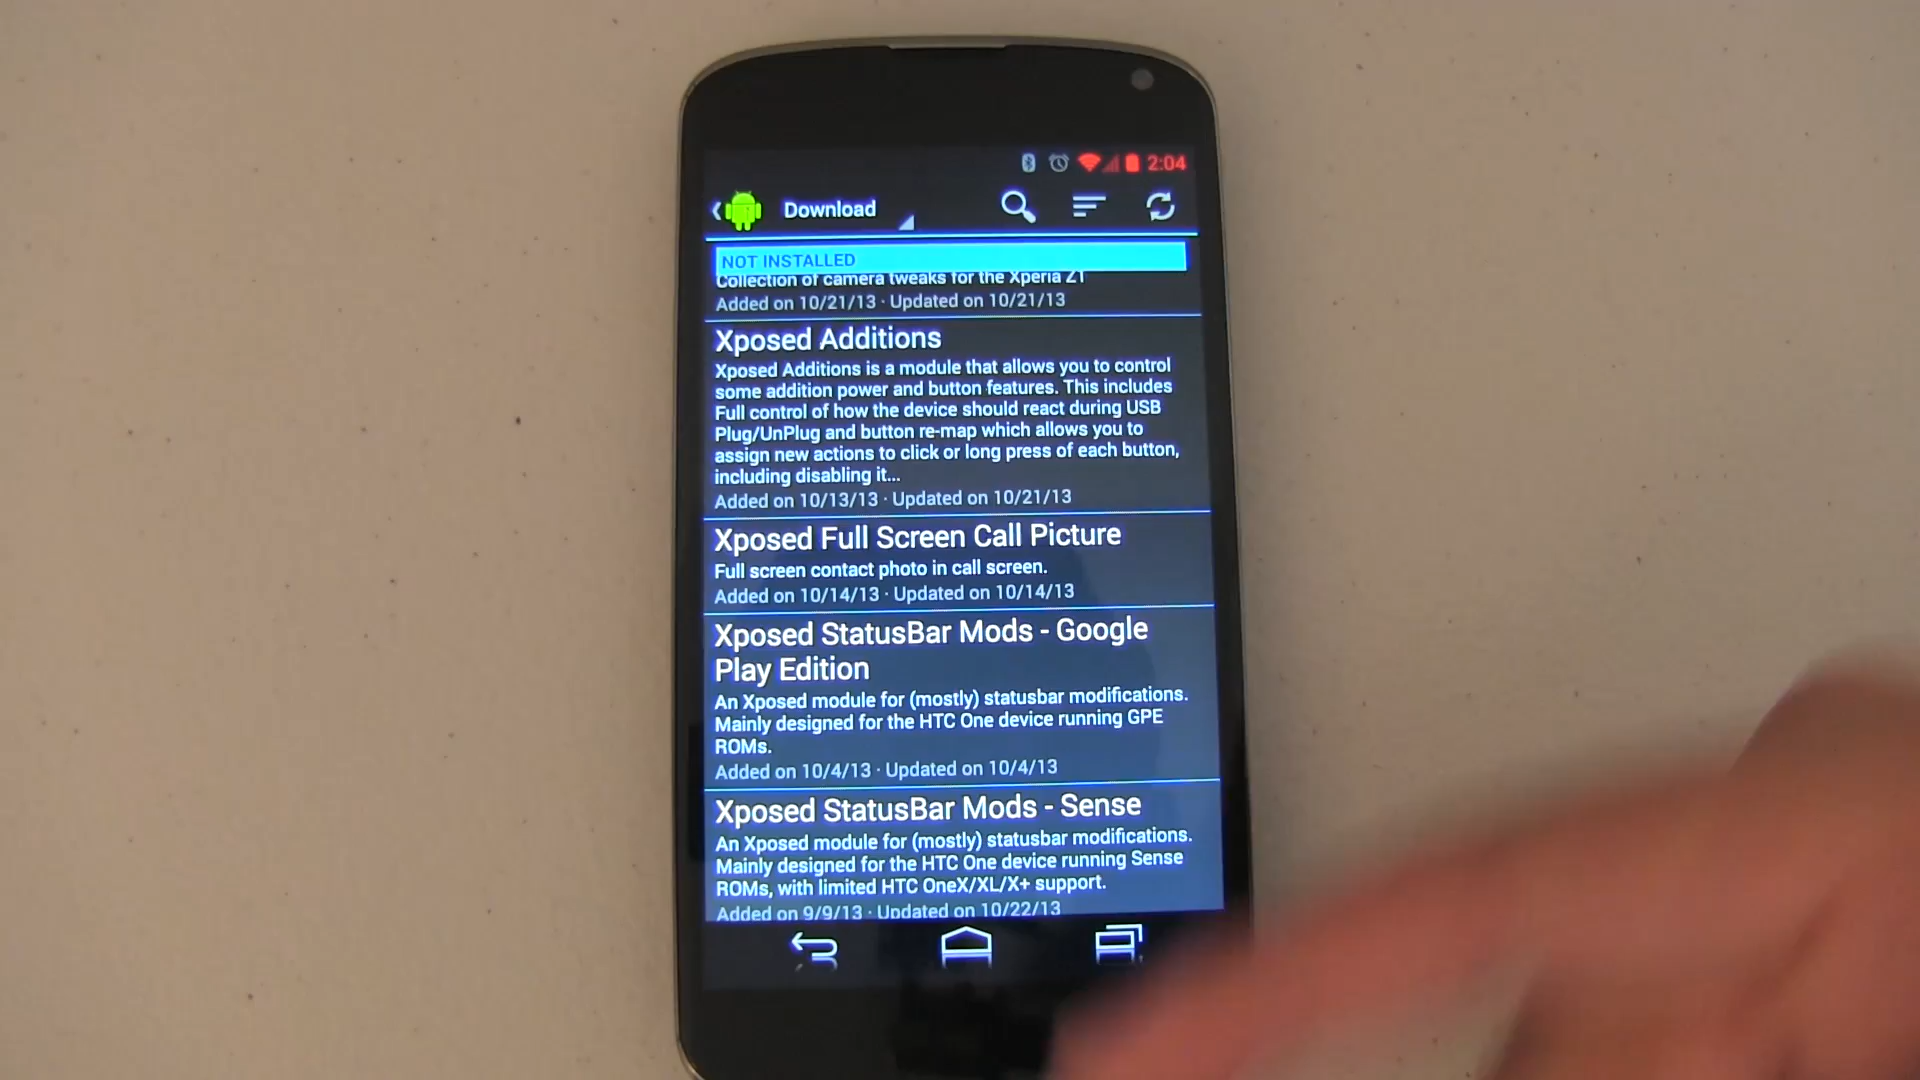 2:04
Download
NOT INSTALLED
Collection of camera tweaks for the Xperia Z1
Added on 10/21/13 · Updated on 10/21/13
Xposed Additions
Xposed Additions is a module that allows you to control
some addition power and button features. This includes
Full control of how the device should react during USB
Plug/UnPlug and button re-map which allows you to
assign new actions to click or long press of each button,
including disabling it...
Added on 10/13/13 · Updated on 10/21/13
Xposed Full Screen Call Picture
Full screen contact photo in call screen.
Added on 10/14/13 · Updated on 10/14/13
Xposed StatusBar Mods - Google
Play Edition
An Xposed module for (mostly) statusbar modifications.
Mainly designed for the HTC One device running GPE
ROMs.
Added on 10/4/13 · Updated on 10/4/13
Xposed StatusBar Mods - Sense
An Xposed module for (mostly) statusbar modifications.
Mainly designed for the HTC One device running Sense
ROMs, with limited HTC OneX/XL/X+ support.
Added on 9/9/13 · Updated on 10/22/13